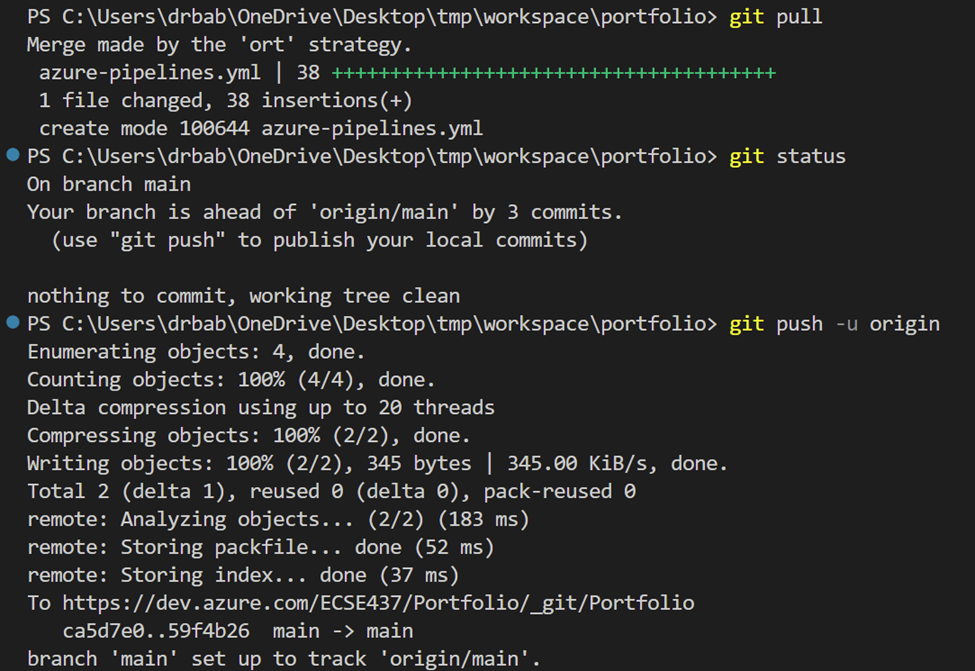 PS C:\Users\drbab\OneDrive\Desktop\tmp\workspace\portfolio> git pull
Merge made by the 'ort' strategy.
 azure-pipelines.yml | 38 ++++++++++++++++++++++++++++++++++++++
 1 file changed, 38 insertions(+)
 create mode 100644 azure-pipelines.yml
PS C:\Users\drbab\OneDrive\Desktop\tmp\workspace\portfolio> git status
On branch main
Your branch is ahead of 'origin/main' by 3 commits.
  (use "git push" to publish your local commits)

nothing to commit, working tree clean
PS C:\Users\drbab\OneDrive\Desktop\tmp\workspace\portfolio> git push -u origin
Enumerating objects: 4, done.
Counting objects: 100% (4/4), done.
Delta compression using up to 20 threads
Compressing objects: 100% (2/2), done.
Writing objects: 100% (2/2), 345 bytes | 345.00 KiB/s, done.
Total 2 (delta 1), reused 0 (delta 0), pack-reused 0
remote: Analyzing objects... (2/2) (183 ms)
remote: Storing packfile... done (52 ms)
remote: Storing index... done (37 ms)
To https://dev.azure.com/ECSE437/Portfolio/_git/Portfolio
   ca5d7e0..59f4b26  main -> main
branch 'main' set up to track 'origin/main'.